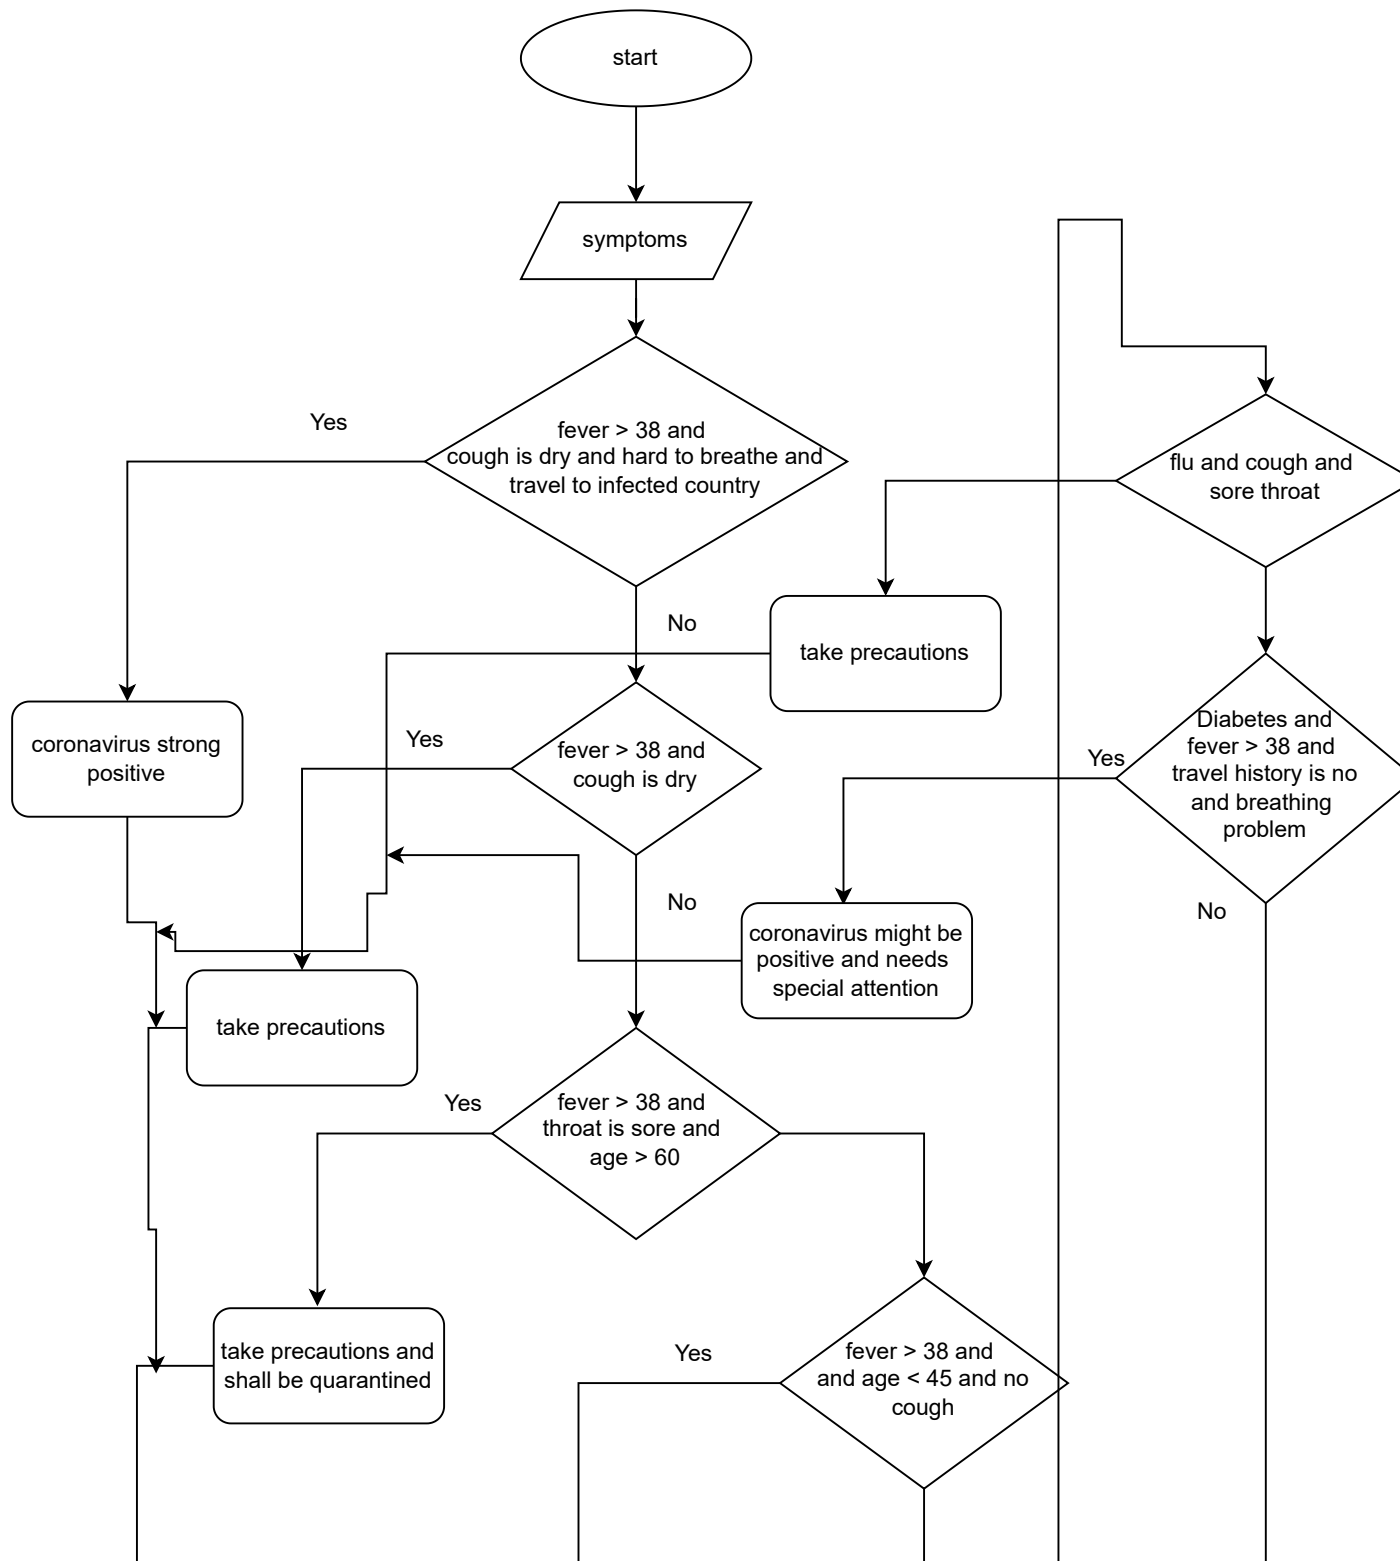 start
symptoms
Yes
fever > 38 and
cough is dry and hard to breathe and
travel to infected country
flu and cough and
sore throat
No
take precautions
coronavirus strong
positive
Yes
fever > 38 and
cough is dry
Yes
Diabetes and
fever > 38 and
travel history is no
and breathing
problem
No
No
coronavirus might be
positive and needs
special attention
take precautions
Yes
fever > 38 and
throat is sore and
age > 60
take precautions and
shall be quarantined
Yes
fever > 38 and
and age < 45 and no
cough